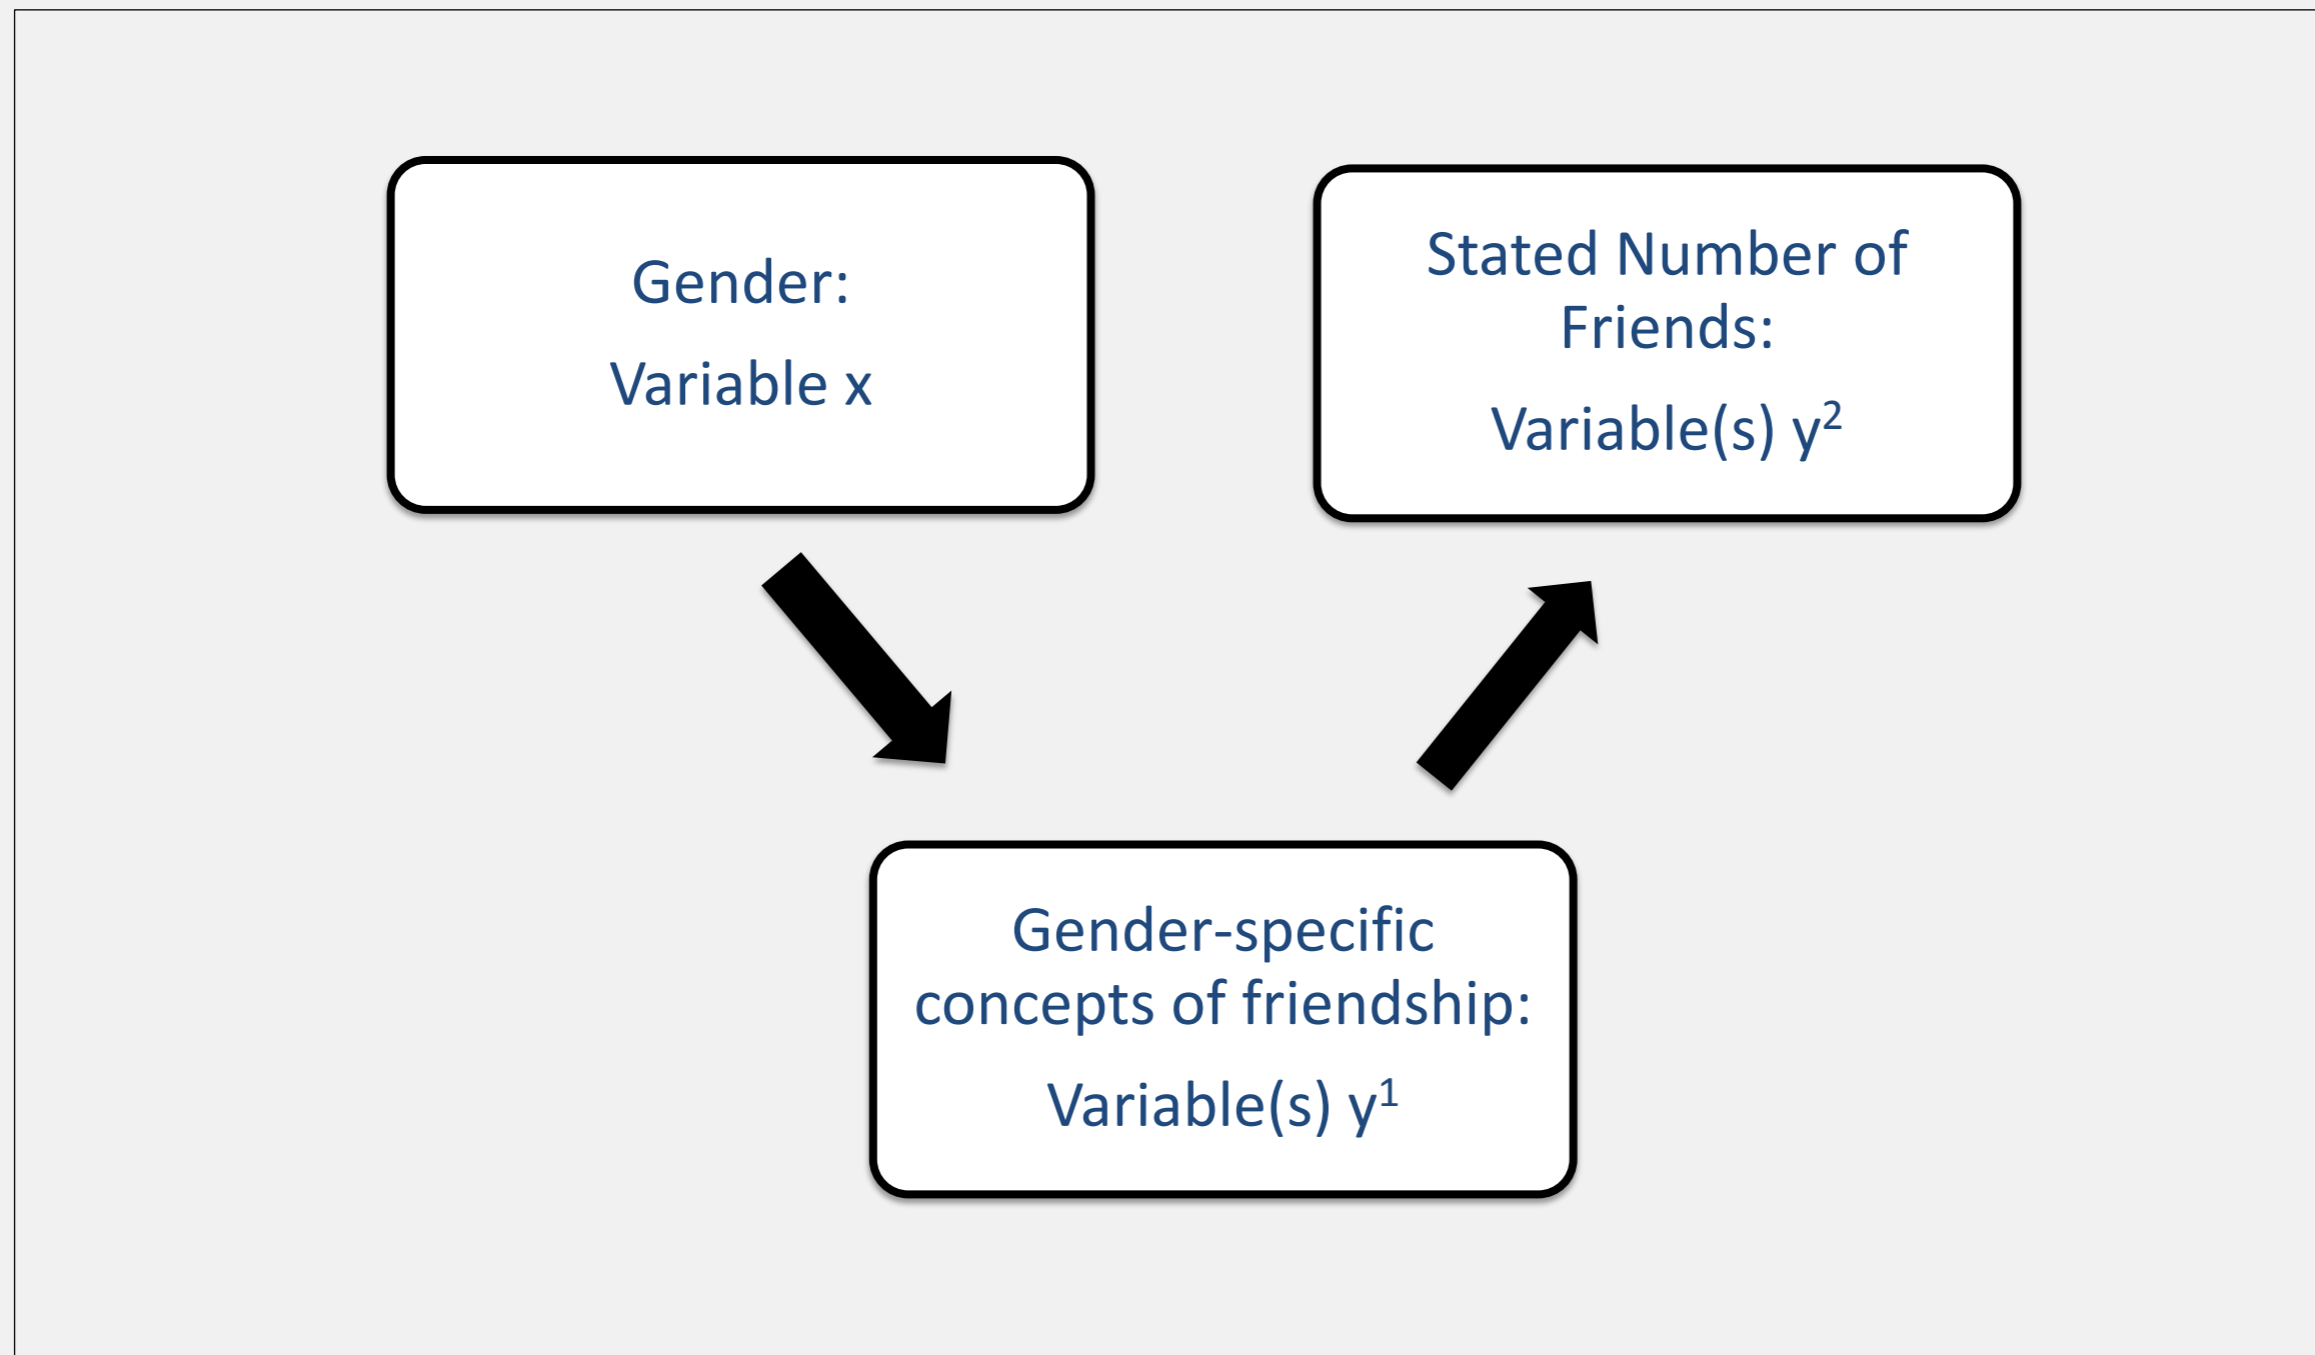 Gender:
Variable x
Stated Number of
Friends:
Variable(s) y²
Gender-specific
concepts of friendship:
Variable(s) y¹